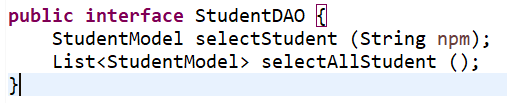 public interface StudentDAO {
    StudentModel selectStudent (String npm);
    List<StudentModel> selectAllStudent ();
}